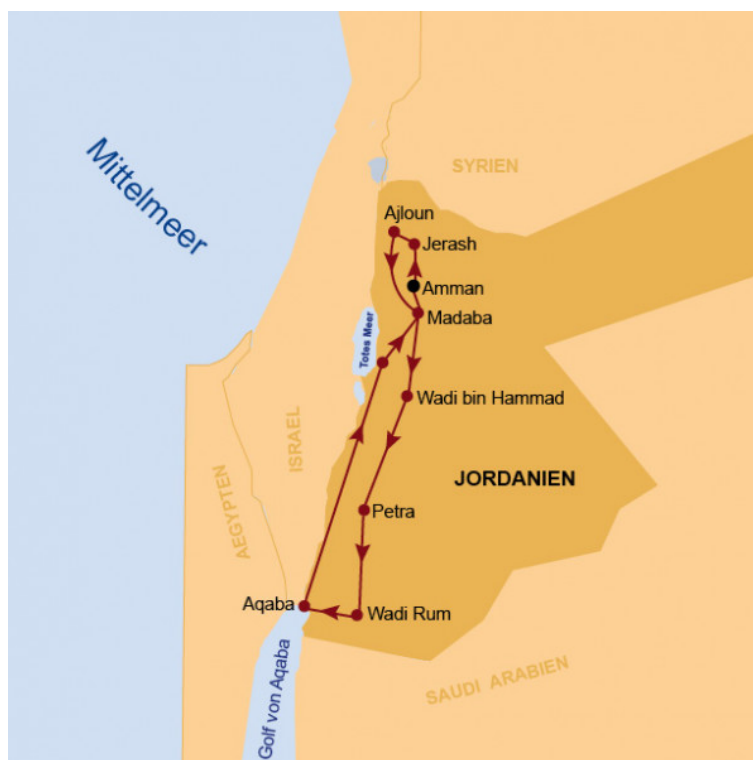 Mittelmeer
SYRIEN
Ajloun
Jerash
Amman
Madaba
Totes Meer
Wadi bin Hammad
ISRAEL
JORDANIEN
AEGYPTEN
Petra
Aqaba
Wadi Rum
SAUDI ARABIEN
Golf von Aqaba